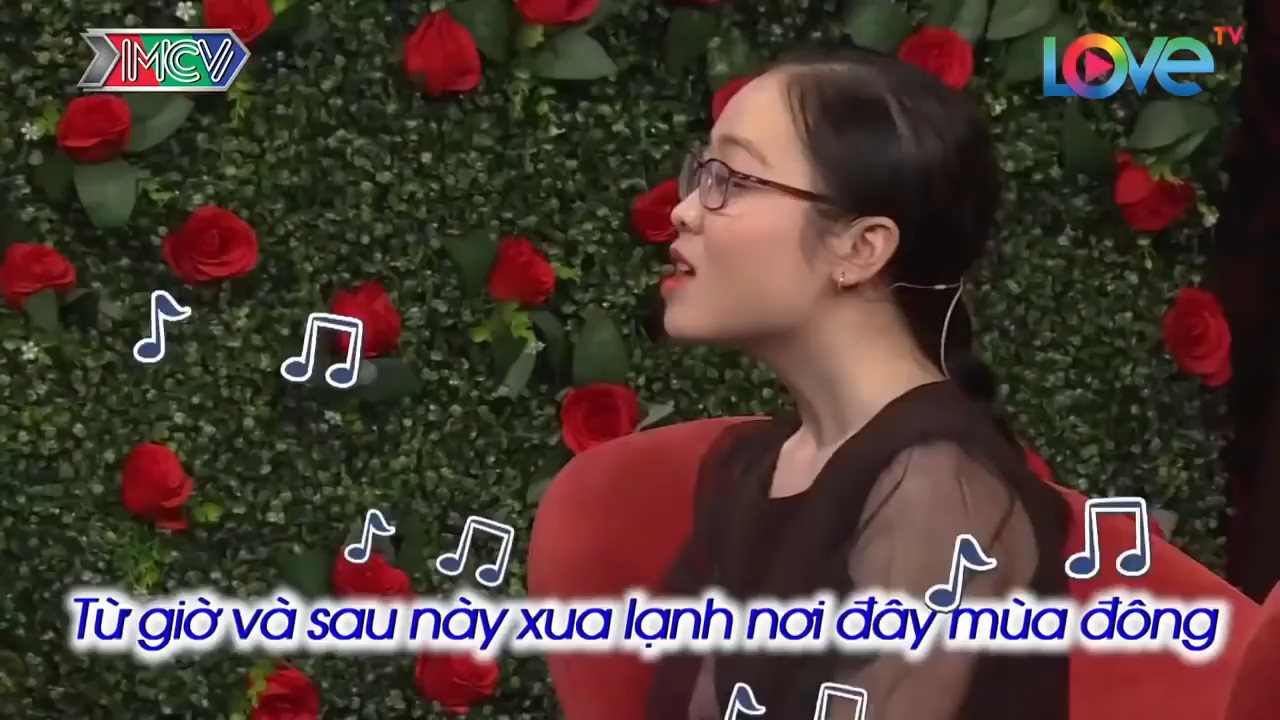 MCV
LOVE TV
Từ giờ và sau này xua lạnh nơi đây mùa đông